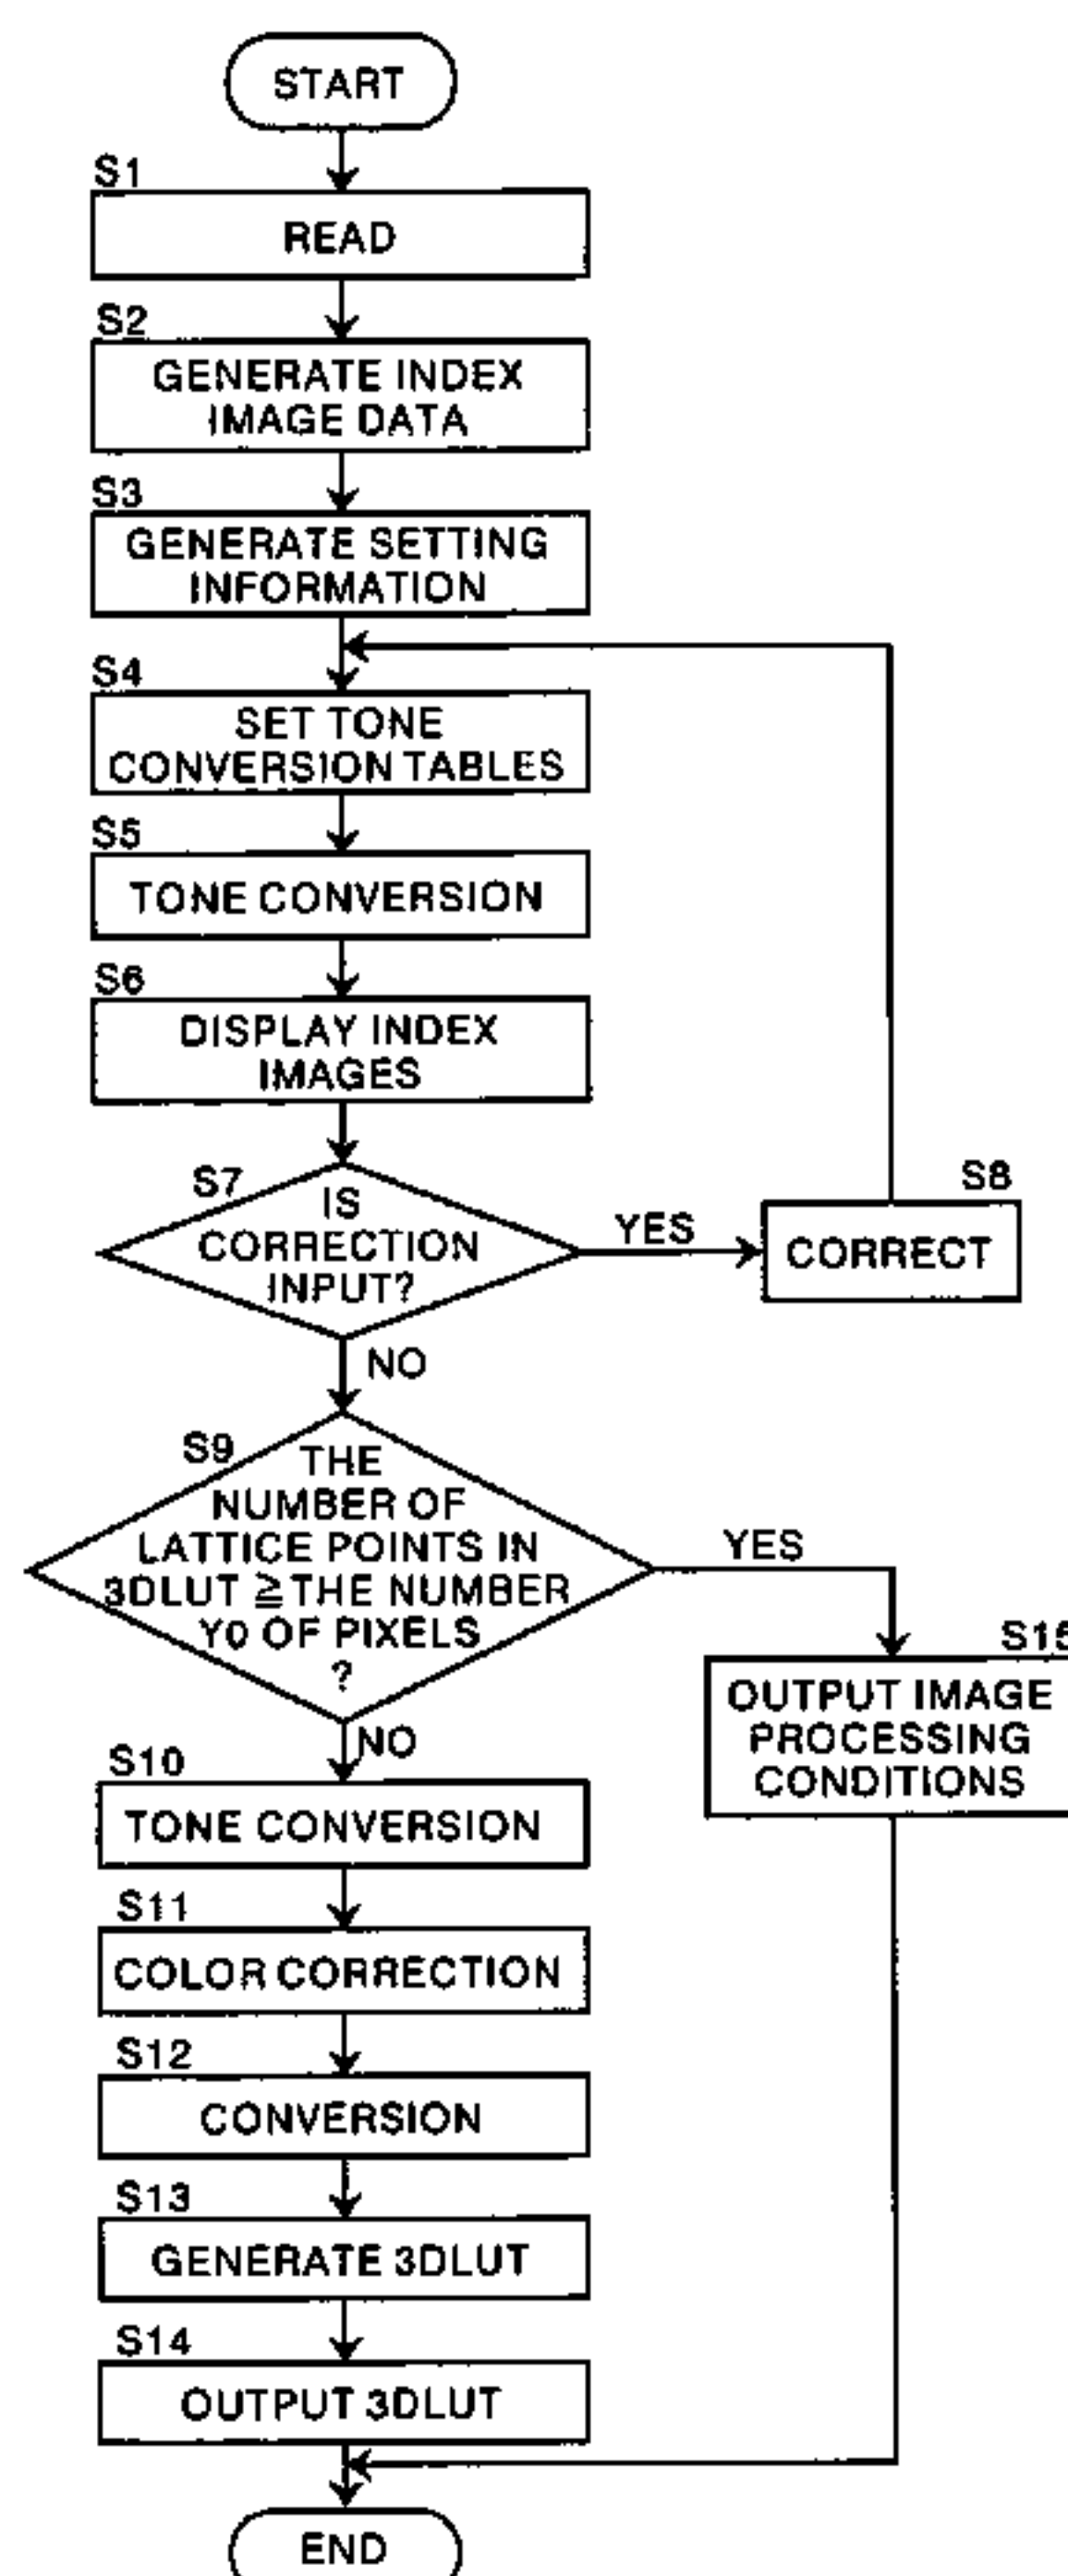 START
S1
READ
S2
GENERATE INDEX
IMAGE DATA
S3
GENERATE SETTING
INFORMATION
S4
SET TONE
CONVERSION TABLES
S5
TONE CONVERSION
S6
DISPLAY INDEX
IMAGES
S7
IS
CORRECTION
INPUT?
YES
S8
CORRECT
NO
S9
THE
NUMBER OF
LATTICE POINTS IN
3DLUT ≧ THE NUMBER
Y0 OF PIXELS
?
YES
S15
OUTPUT IMAGE
PROCESSING
CONDITIONS
NO
S10
TONE CONVERSION
S11
COLOR CORRECTION
S12
CONVERSION
S13
GENERATE 3DLUT
S14
OUTPUT 3DLUT
END